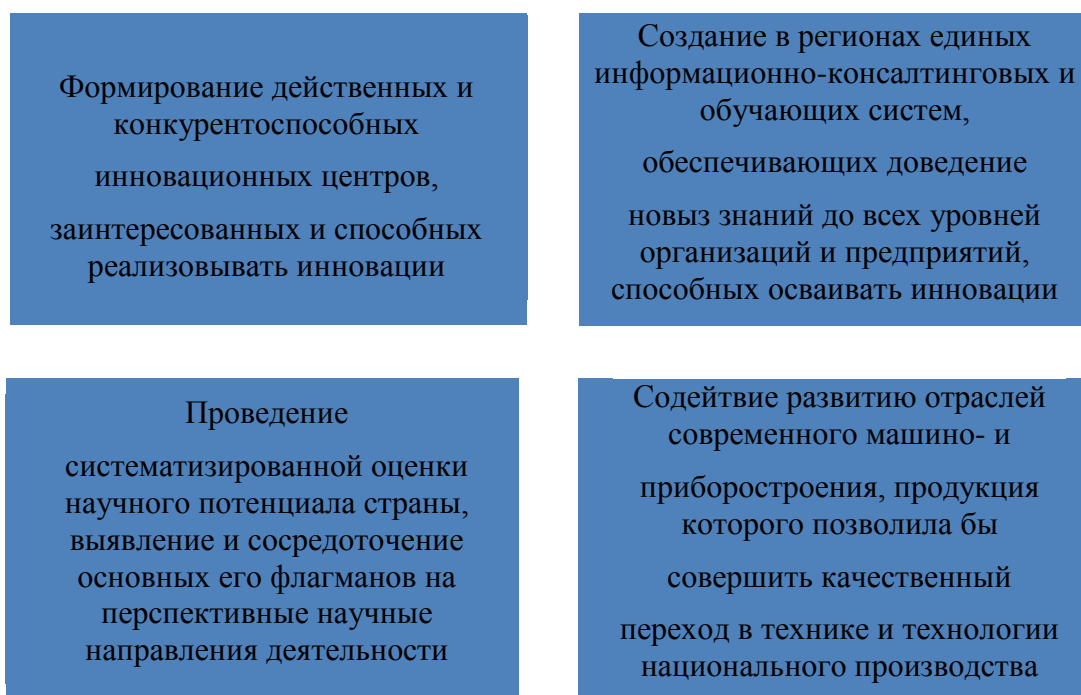 Формирование действенных и
конкурентоспособных
инновационных центров,
заинтересованных и способных
реализовывать инновации
Создание в регионах единых
информационно-консалтинговых и
обучающих систем,
обеспечивающих доведение
новыз знаний до всех уровней
организаций и предприятий,
способных осваивать инновации
Проведение
систематизированной оценки
научного потенциала страны,
выявление и сосредоточение
основных его флагманов на
перспективные научные
направления деятельности
Содейтвие развитию отраслей
современного машино- и
приборостроения, продукция
которого позволила бы
совершить качественный
переход в технике и технологии
национального производства